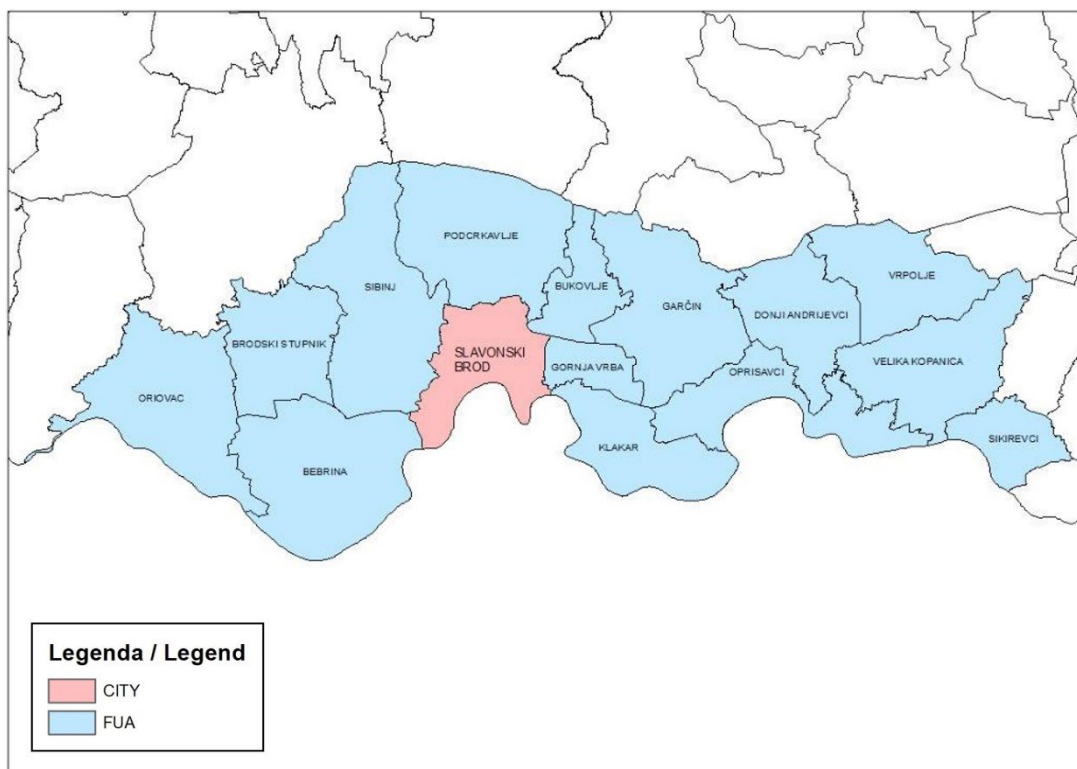 PODCRKAVLJE
VRPOLJE
SIBINJ
BUKOVLJE
GARČIN
DONJI ANDRIJEVCI
BRODSKI STUPNIK
SLAVONSKI
BROD
GORNJA VRBA
OPRISAVCI
VELIKA KOPANICA
ORIOVAC
KLAKAR
SIKIREVCI
BEBRINA
Legenda / Legend
CITY
FUA